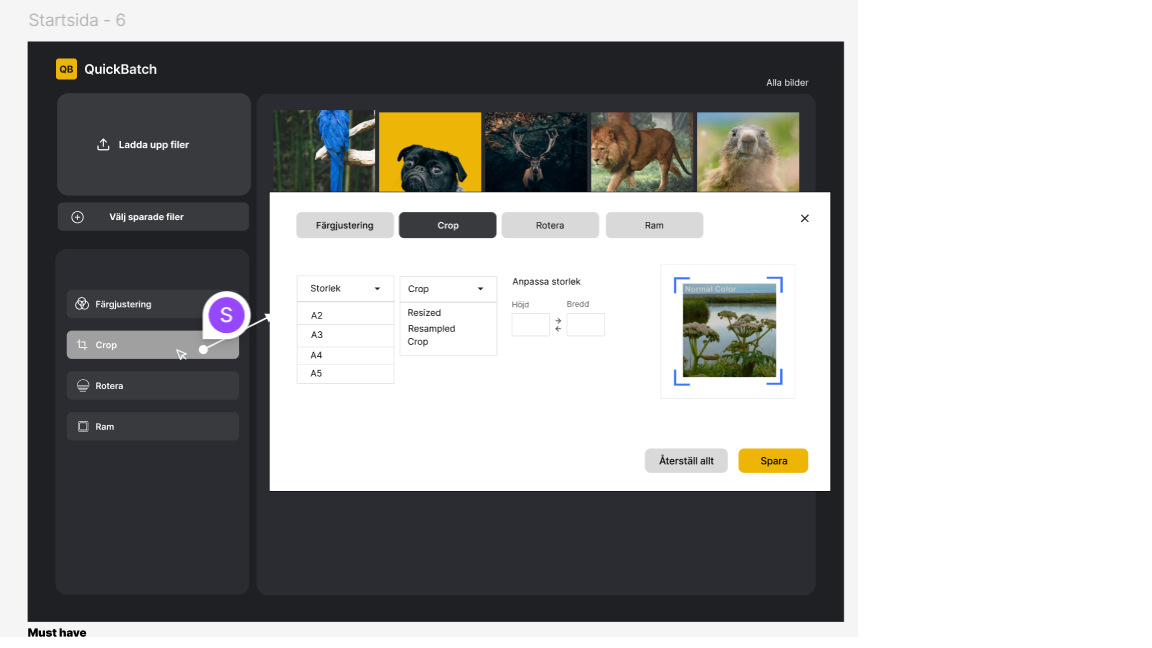 Startsida - 6
QB QuickBatch
Alla bilder
Ladda upp filer
Välj sparade filer
Färgjustering
Crop
Rotera
Ram
S
Färgjustering Crop Rotera Ram
Storlek
A2
A3
A4
A5
Crop
Resized
Resampled
Crop
Anpassa storlek
Höjd Bredd
Normal Color
Återställ allt Spara
Must have